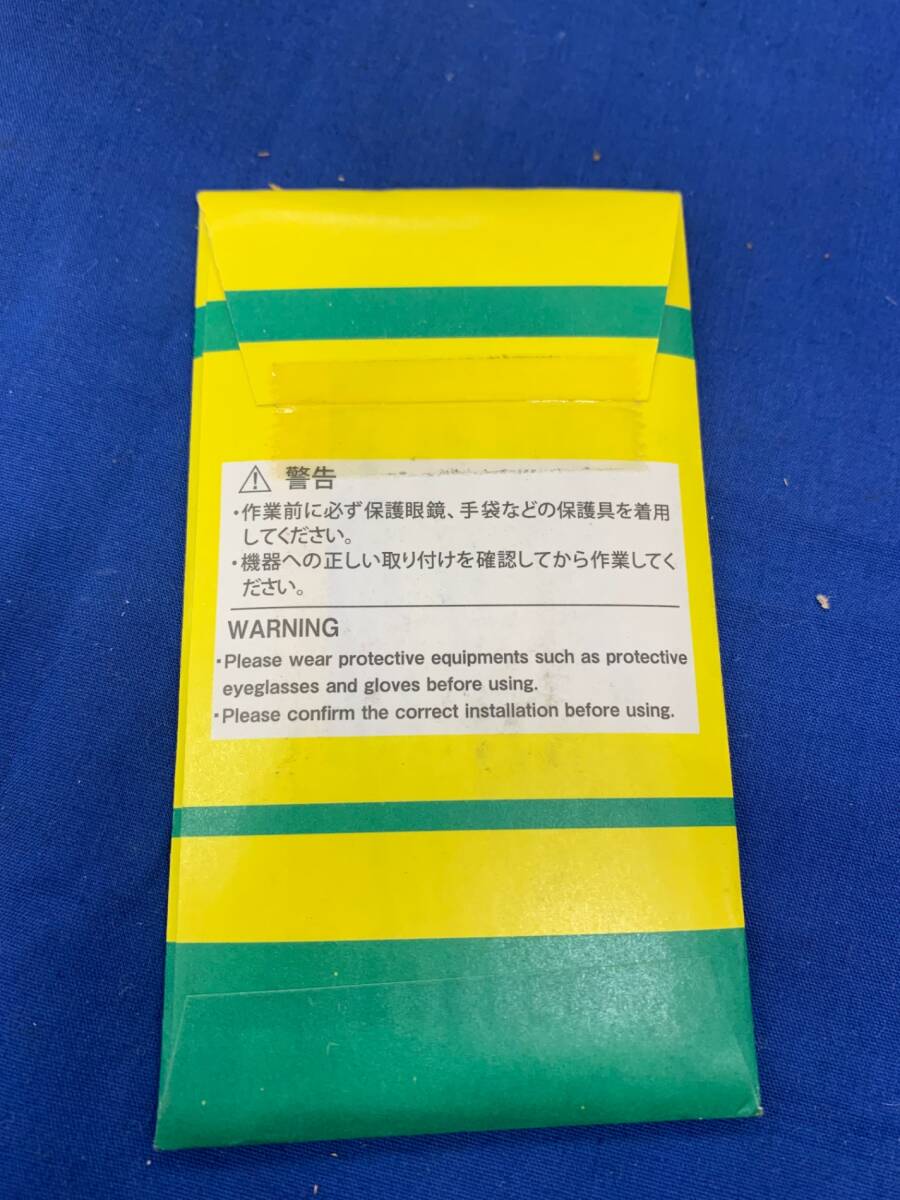 ⚠ 警告
・作業前に必ず保護眼鏡、手袋などの保護具を着用
してください。
・機器への正しい取り付けを確認してから作業してく
ださい。
WARNING
・Please wear protective equipments such as protective
eyeglasses and gloves before using.
・Please confirm the correct installation before using.